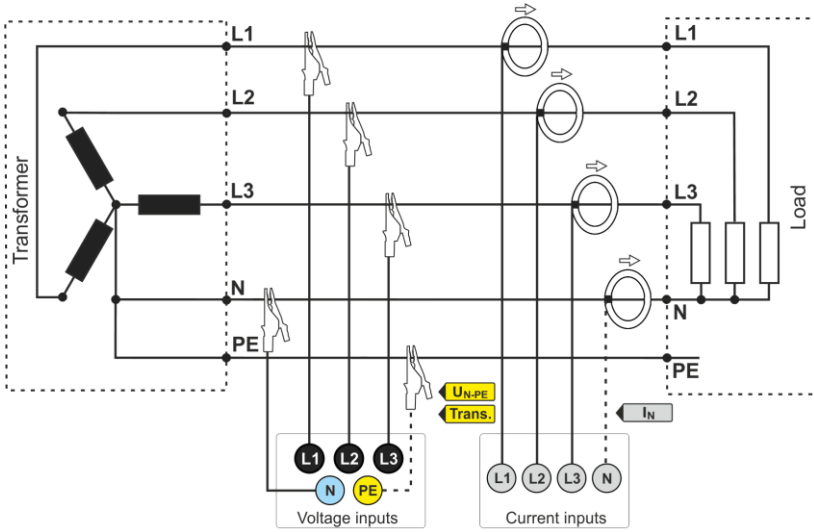 L1
L1
L2
L2
Transformer
L3
L3
Load
N
N
PE
PE
UN-PE
Trans.
IN
L1
L2
L3
N
PE
Voltage inputs
L1
L2
L3
N
Current inputs